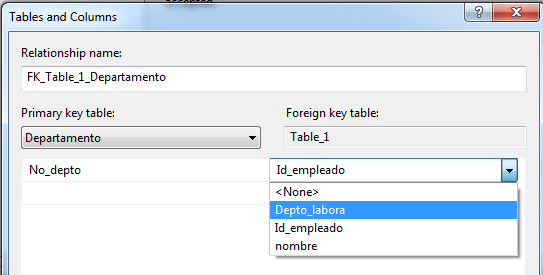 accepted
Tables and Columns
Relationship name:
FK_Table_1_Departamento
Primary key table:
Foreign key table:
Departamento
Table_1
No_depto
Id_empleado
<None>
Depto_labora
Id_empleado
nombre